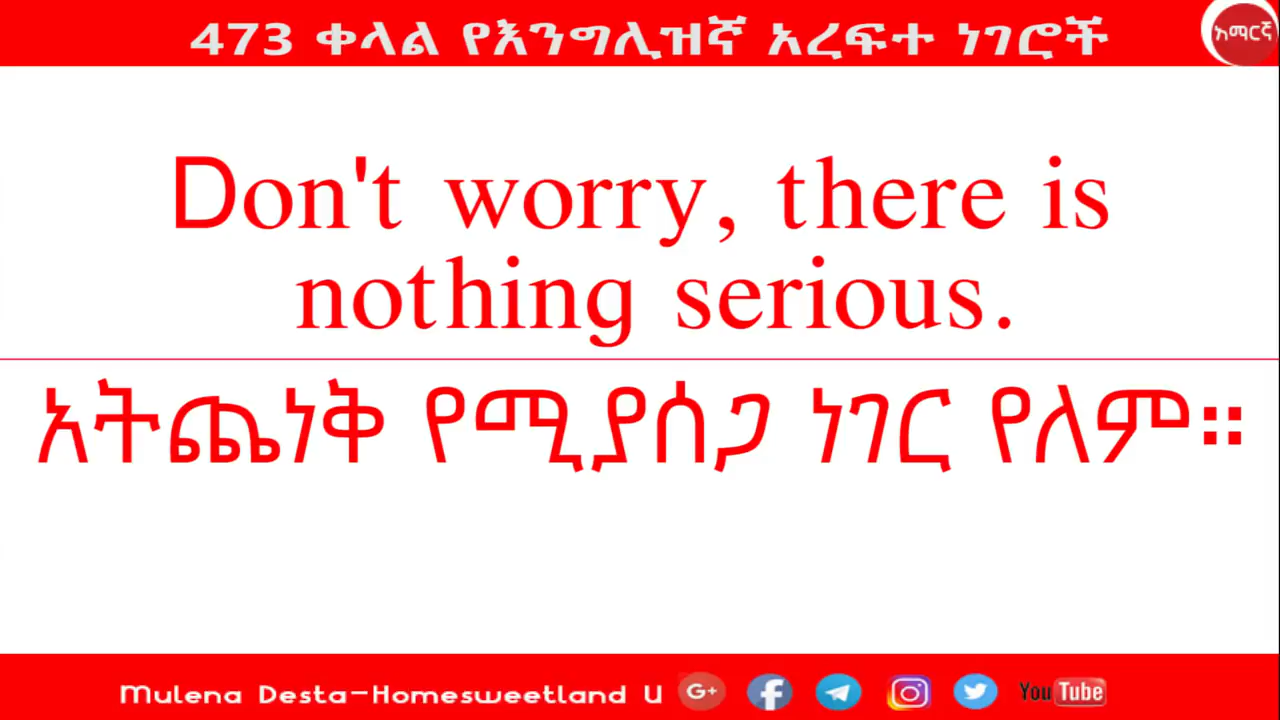 473 ቀላል የእንግሊዝኛ አረፍተ ነገሮች
አማርኛ
Don't worry, there is
nothing serious.
አትጨነቅ የሚያሰጋ ነገር የለም።
Mulena Desta-Homesweetland U G+ f You Tube